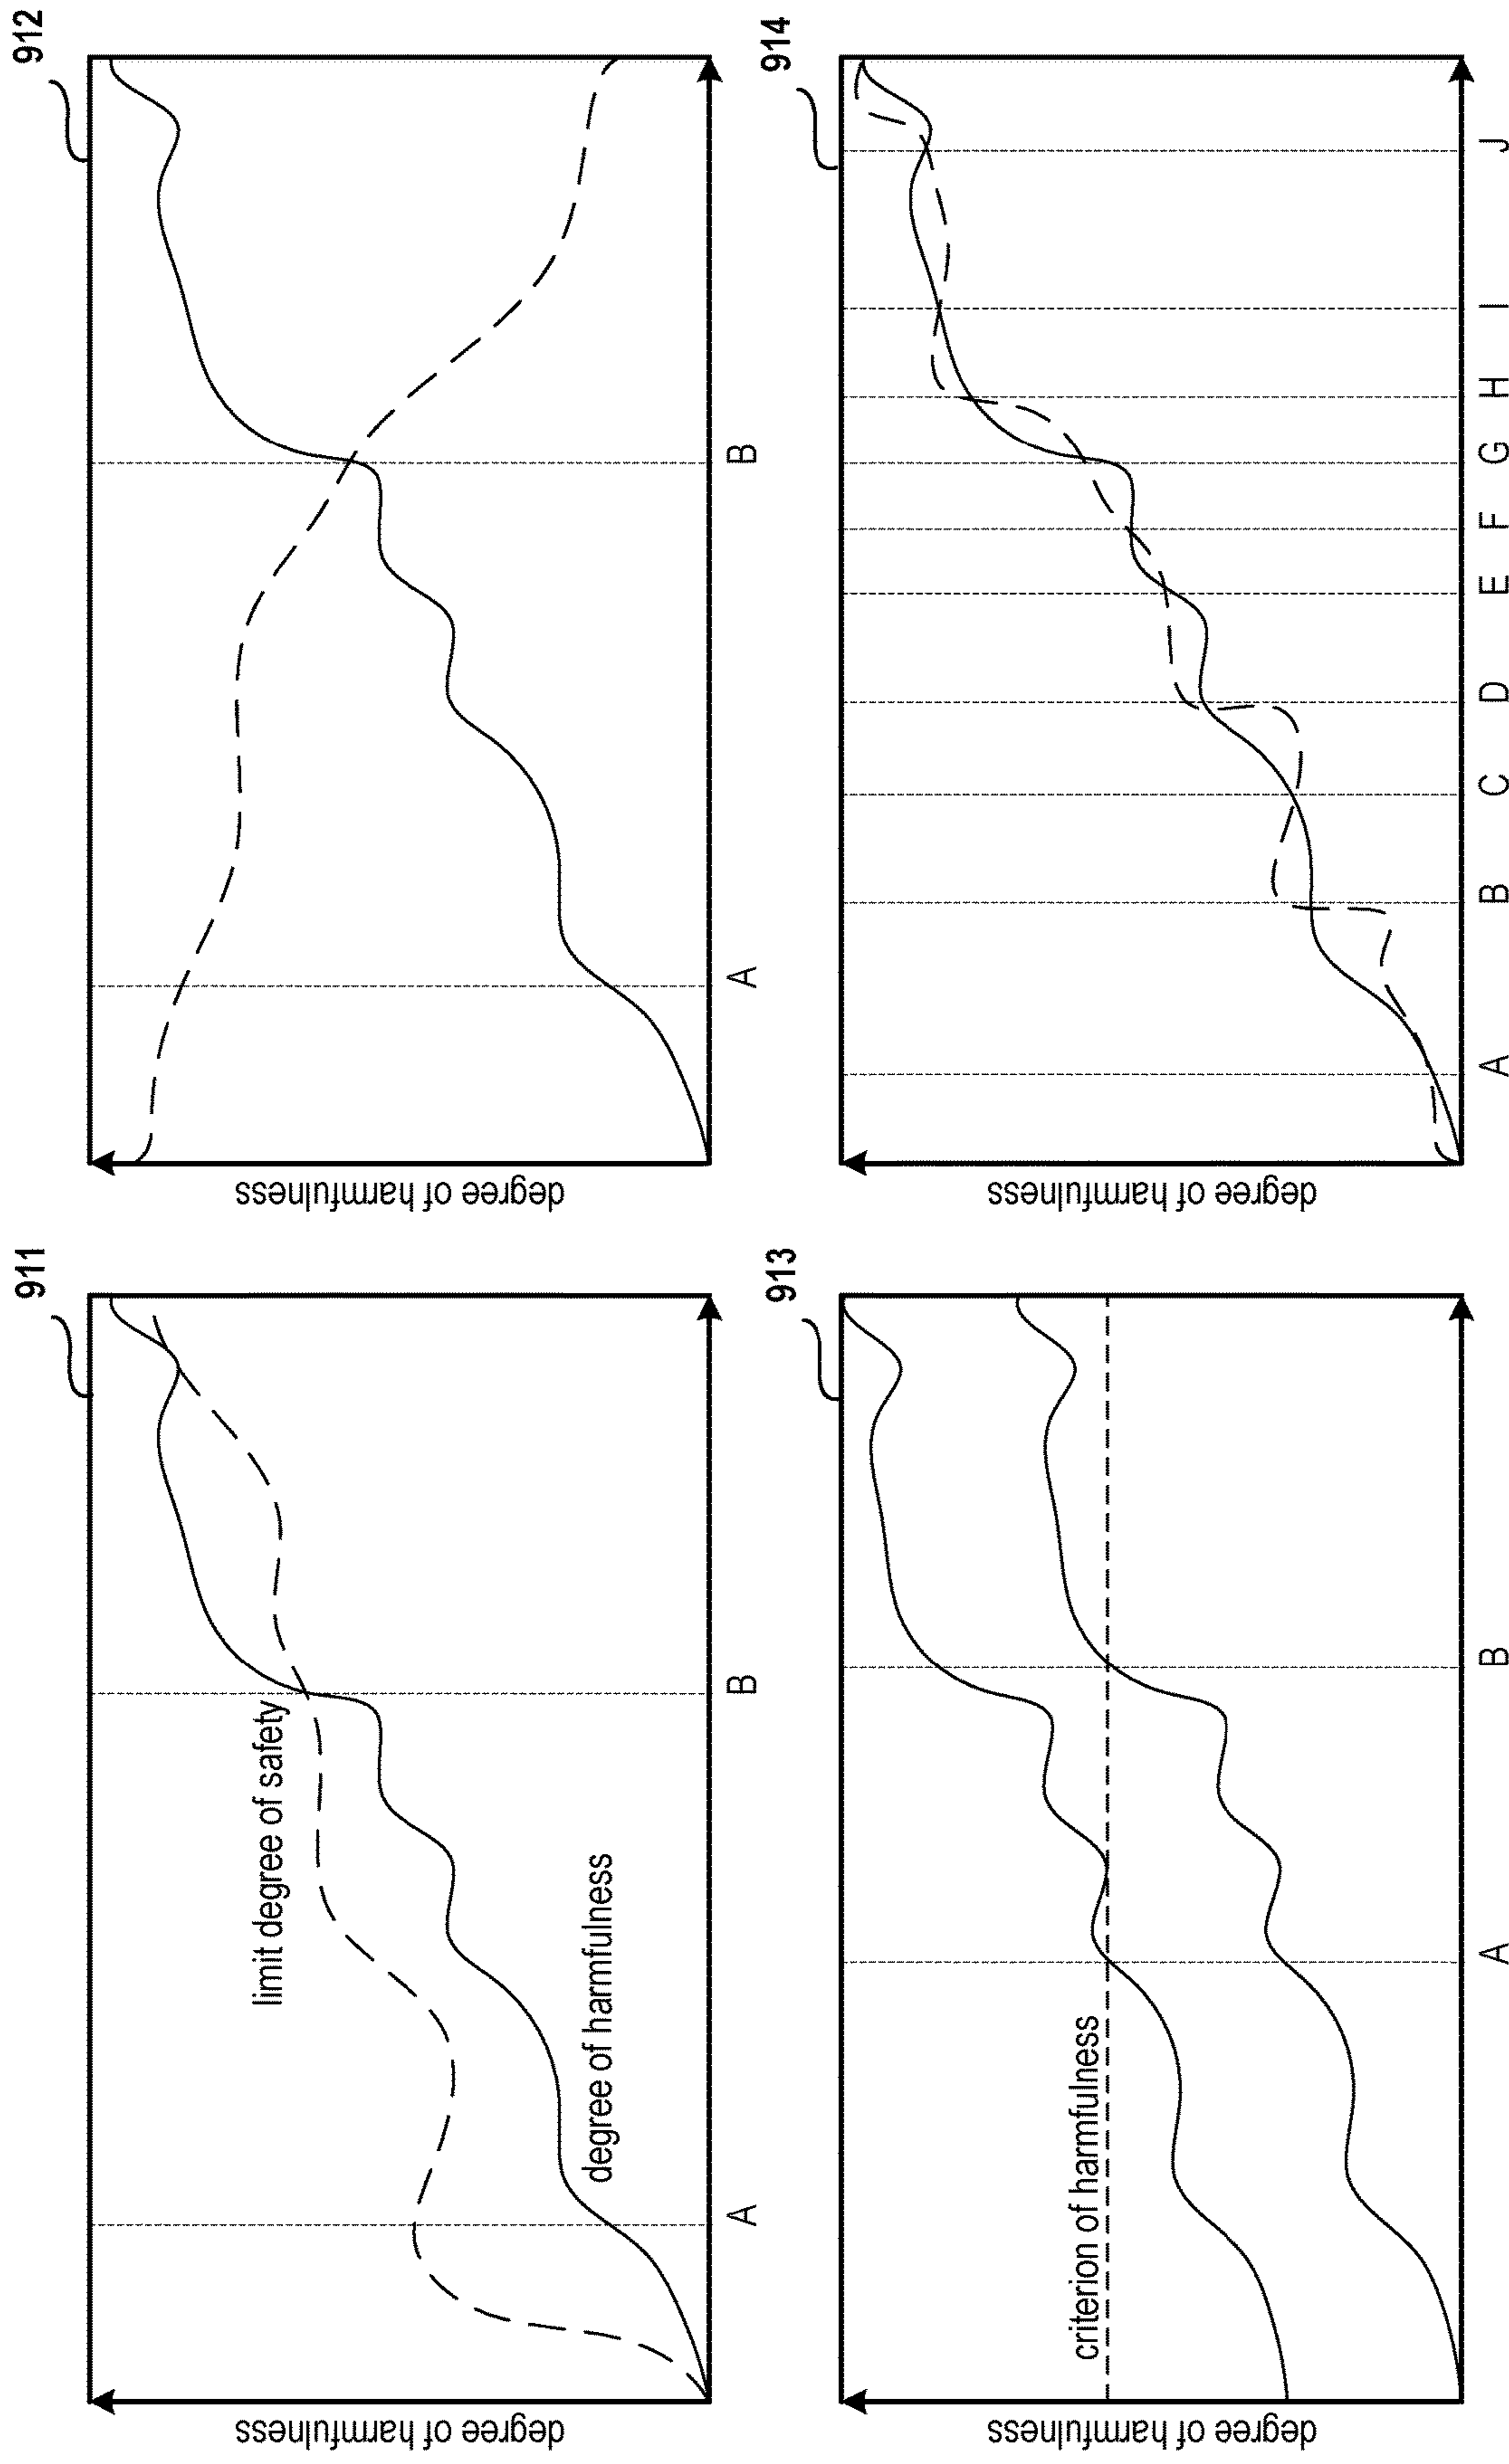 911
degree of harmfulness
limit degree of safety
degree of harmfulness
A
B
912
degree of harmfulness
A
B
913
degree of harmfulness
criterion of harmfulness
A
B
914
degree of harmfulness
A
B
C
D
E
F
G
H
I
J